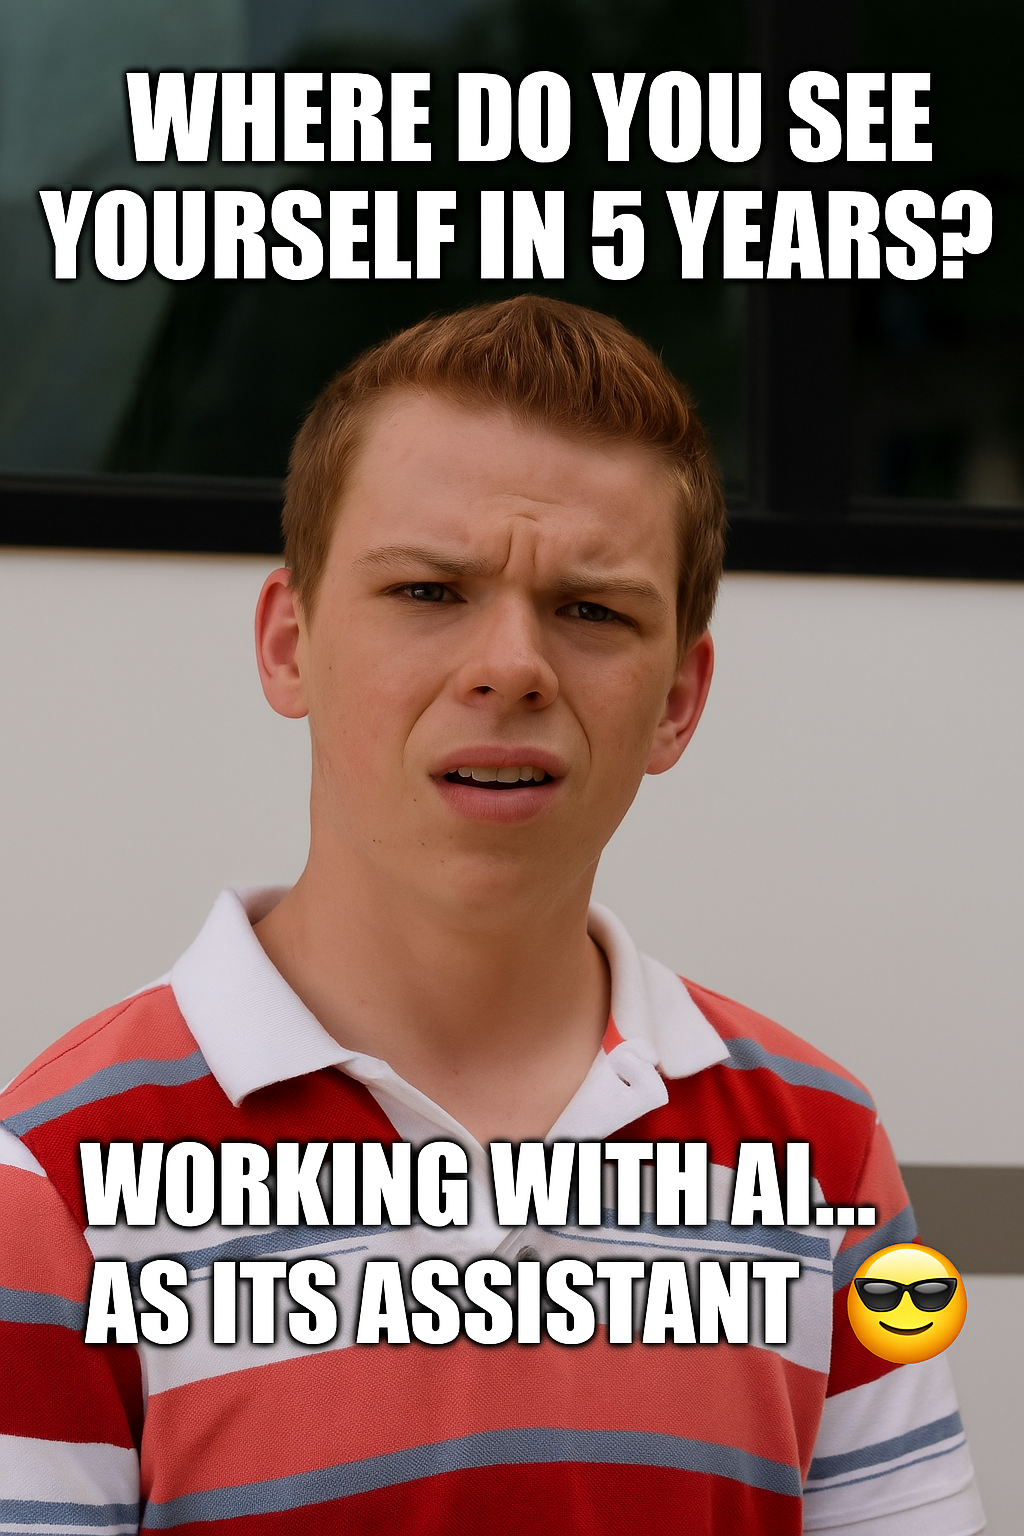 WHERE DO YOU SEE
YOURSELF IN 5 YEARS?
WORKING WITH AI...
AS ITS ASSISTANT 😎